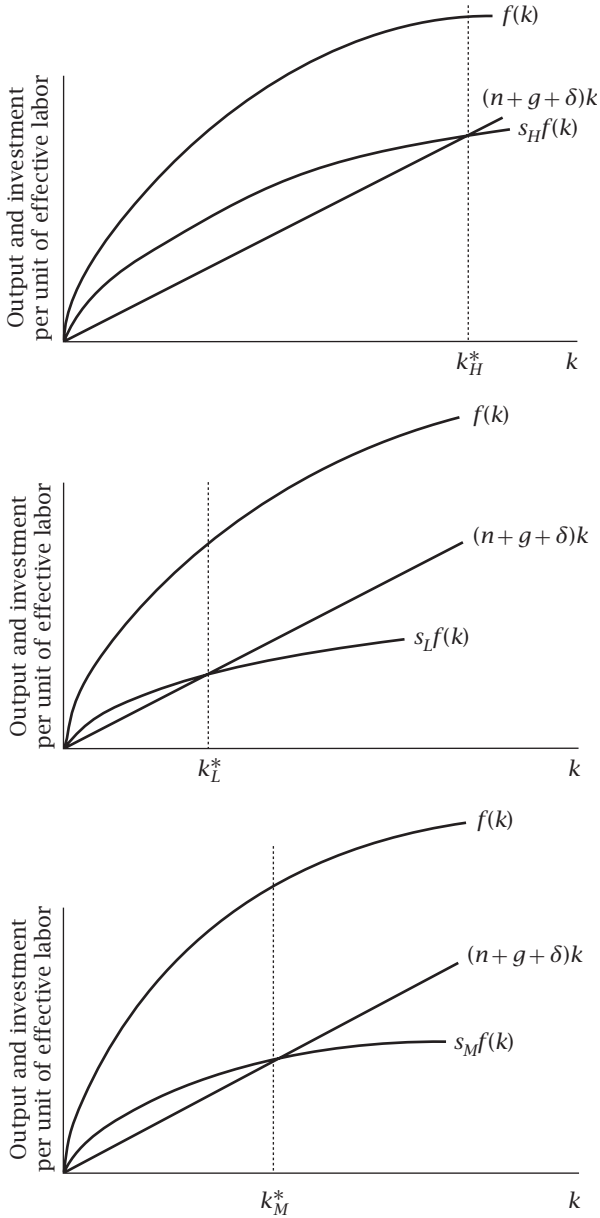 f(k)
(n + g + δ)k
s_H f(k)
Output and investment
per unit of effective labor
k*_H
k
f(k)
(n + g + δ)k
s_L f(k)
Output and investment
per unit of effective labor
k*_L
k
f(k)
(n + g + δ)k
s_M f(k)
Output and investment
per unit of effective labor
k*_M
k